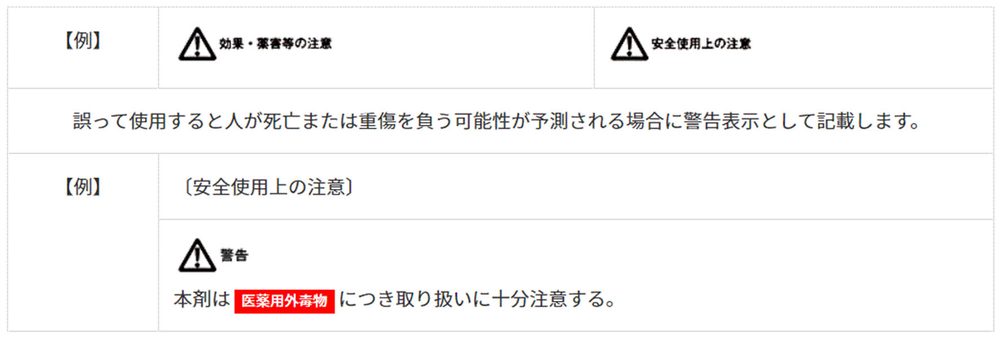 【例】
効果・薬害等の注意
安全使用上の注意
誤って使用すると人が死亡または重傷を負う可能性が予測される場合に警告表示として記載します。
【例】
〔安全使用上の注意〕
警告
本剤は 医薬用外毒物 につき取り扱いに十分注意する。